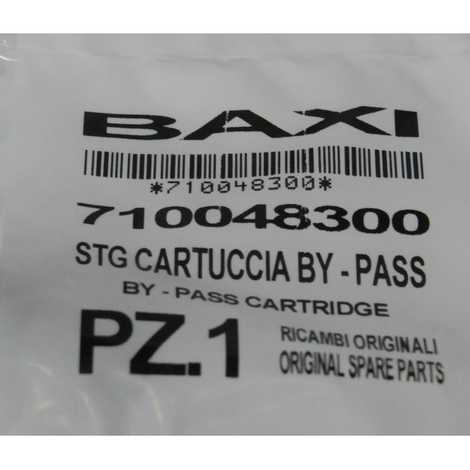 BAXI
*710048300*
710048300
STG CARTUCCIA BY - PASS
BY - PASS CARTRIDGE
PZ.1
RICAMBI ORIGINALI
ORIGINAL SPARE PARTS